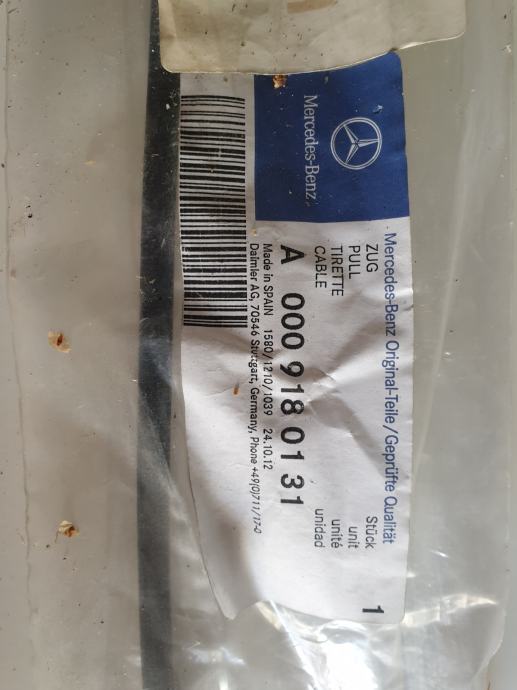 Mercedes-Benz
Mercedes-Benz Original-Teile/Geprüfte Qualität
ZUG
PULL
TIRETTE
CABLE
Stück
unit
unité
unidad
1
A 000 918 01 31
Made in SPAIN 1580/1210/1039 24.10.12
Daimler AG, 70546 Stuttgart, Germany, Phone +49(0)711/17-0